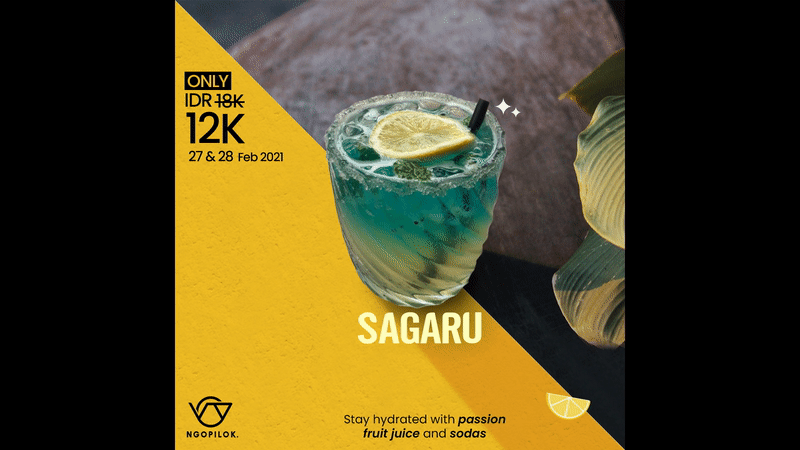 ONLY
IDR 18K
12K
27 & 28 Feb 2021
SAGARU
NGOPILOK.
Stay hydrated with passion
fruit juice and sodas